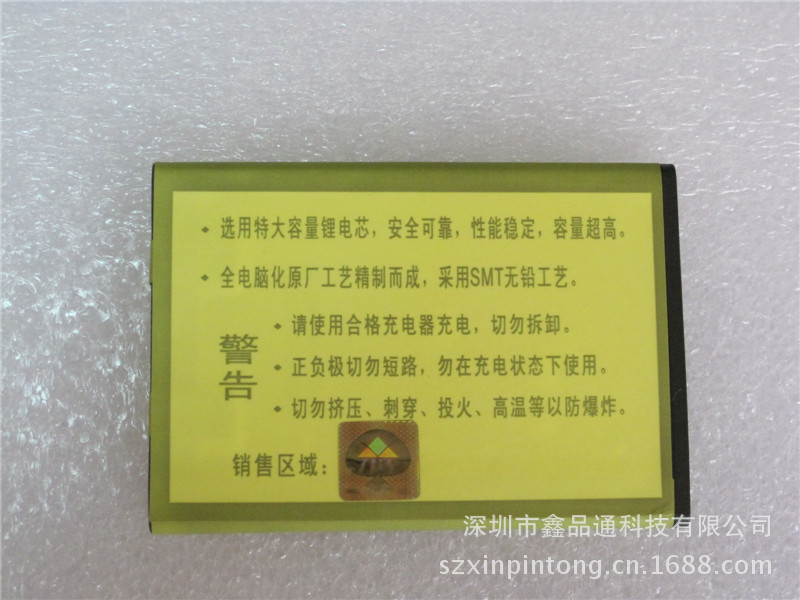 • 选用特大容量锂电芯，安全可靠，性能稳定，容量超高。
• 全电脑化原厂工艺精制而成，采用SMT无铅工艺。
警告
• 请使用合格充电器充电，切勿拆卸。
• 正负极切勿短路，勿在充电状态下使用。
• 切勿挤压、刺穿、投火、高温等以防爆炸。
销售区域：
深圳市鑫品通科技有限公司
szxinpintong.cn.1688.com